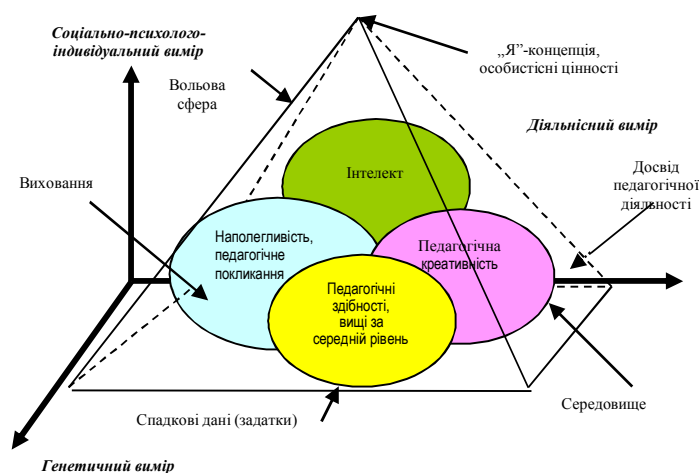 Соціально-психолого-
індивідуальний вимір
„Я”-концепція,
особистісні цінності
Вольова
сфера
Діяльнісний вимір
Інтелект
Досвід
педагогічної
діяльності
Виховання
Наполегливість,
педагогічне
покликання
Педагогічна
креативність
Педагогічні
здібності,
вищі за
середній рівень
Середовище
Спадкові дані (задатки)
Генетичний вимір